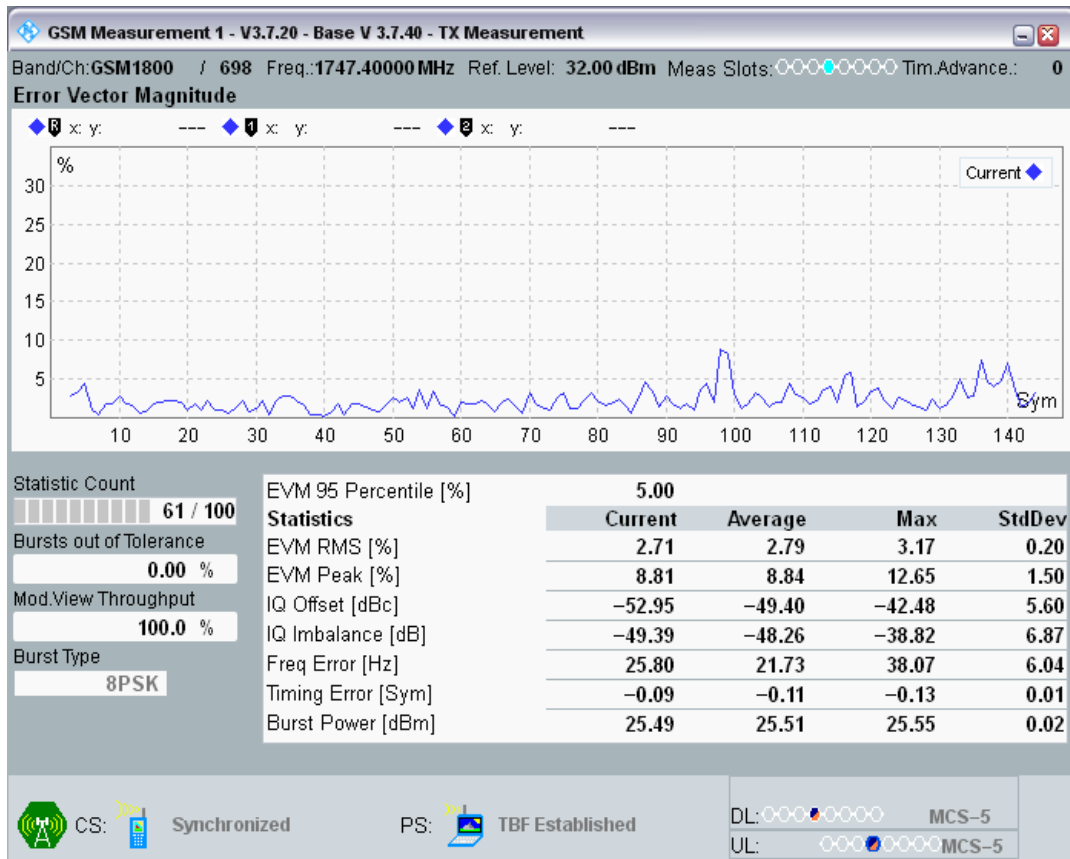 GSM Measurement 1 - V3.7.20 - Base V 3.7.40 - TX Measurement
Band/Ch:GSM1800 / 698 Freq.:1747.40000 MHz Ref. Level: 32.00 dBm Meas Slots: Tim.Advance.: 0
Error Vector Magnitude
R x: y: --- 1 x: y: --- 2 x: y: ---
%
Current
30
25
20
15
10
5
Sym
10 20 30 40 50 60 70 80 90 100 110 120 130 140
Statistic Count
61 / 100
Bursts out of Tolerance
0.00 %
Mod.View Throughput
100.0 %
Burst Type
8PSK
EVM 95 Percentile [%] 5.00
Statistics Current Average Max StdDev
EVM RMS [%] 2.71 2.79 3.17 0.20
EVM Peak [%] 8.81 8.84 12.65 1.50
IQ Offset [dBc] −52.95 −49.40 −42.48 5.60
IQ Imbalance [dB] −49.39 −48.26 −38.82 6.87
Freq Error [Hz] 25.80 21.73 38.07 6.04
Timing Error [Sym] −0.09 −0.11 −0.13 0.01
Burst Power [dBm] 25.49 25.51 25.55 0.02
CS: Synchronized PS: TBF Established
DL: MCS−5
UL: MCS−5